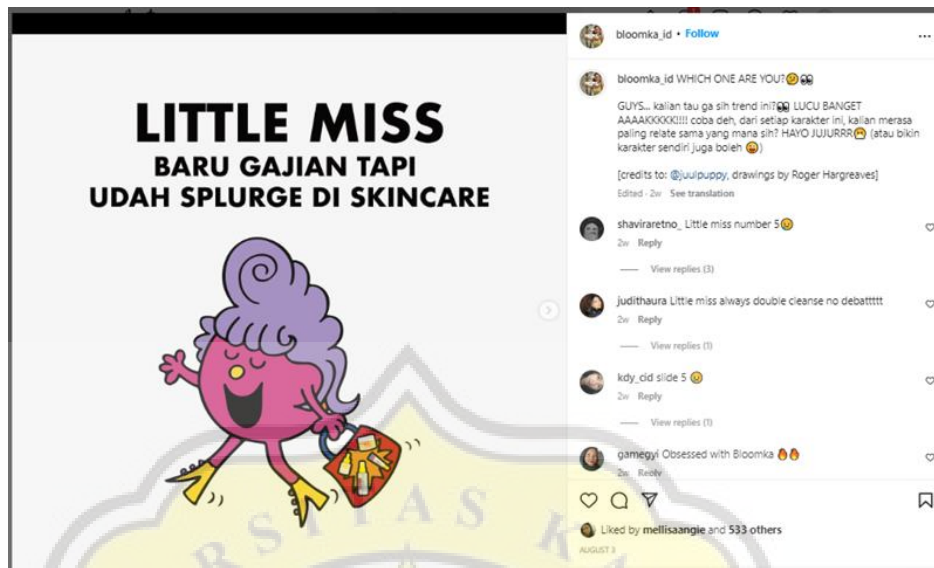 LITTLE MISS
BARU GAJIAN TAPI
UDAH SPLURGE DI SKINCARE
bloomka_id • Follow
bloomka_id WHICH ONE ARE YOU?
GUYS... kalian tau ga sih trend ini? LUCU BANGET
AAAAKKKKK!!!! coba deh, dari setiap karakter ini, kalian merasa
paling relate sama yang mana sih? HAYO JUJURRR (atau bikin
karakter sendiri juga boleh )
[credits to: @juulpuppy, drawings by Roger Hargreaves]
Edited · 2w See translation
shaviraretno_ Little miss number 5
2w Reply
View replies (3)
judithaura Little miss always double cleanse no debattttt
2w Reply
View replies (1)
kdy_cid slide 5
2w Reply
View replies (1)
gamegyi Obsessed with Bloomka
2w Reply
Liked by mellisaangie and 533 others
AUGUST 3
RSITAS KA